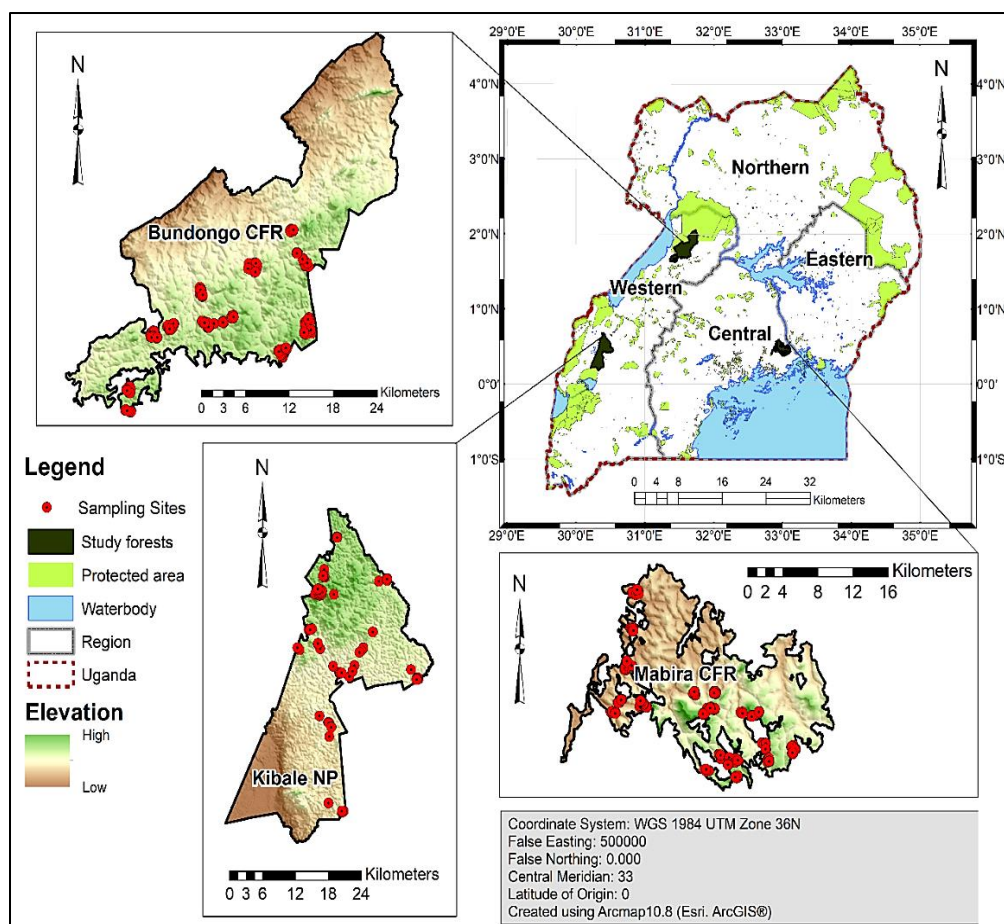 N
Bundongo CFR
Kilometers
0 3 6 12 18 24
29°0'E 30°0'E 31°0'E 32°0'E 33°0'E 34°0'E 35°0'E
4°0'N
3°0'N
2°0'N
1°0'N
0°0'
1°0'S
N
Northern
Eastern
Western
Central
0 2 4 6 8 16 24 32
Kilometers
29°0'E 30°0'E 31°0'E 32°0'E 33°0'E 34°0'E 35°0'E
Legend
Sampling Sites
Study forests
Protected area
Waterbody
Region
Uganda
Elevation
High
Low
N
Kibale NP
Kilometers
0 3 6 12 18 24
N
Kilometers
0 2 4 8 12 16
Mabira CFR
Coordinate System: WGS 1984 UTM Zone 36N
False Easting: 500000
False Northing: 0.000
Central Meridian: 33
Latitude of Origin: 0
Created using Arcmap10.8 (Esri. ArcGIS®)